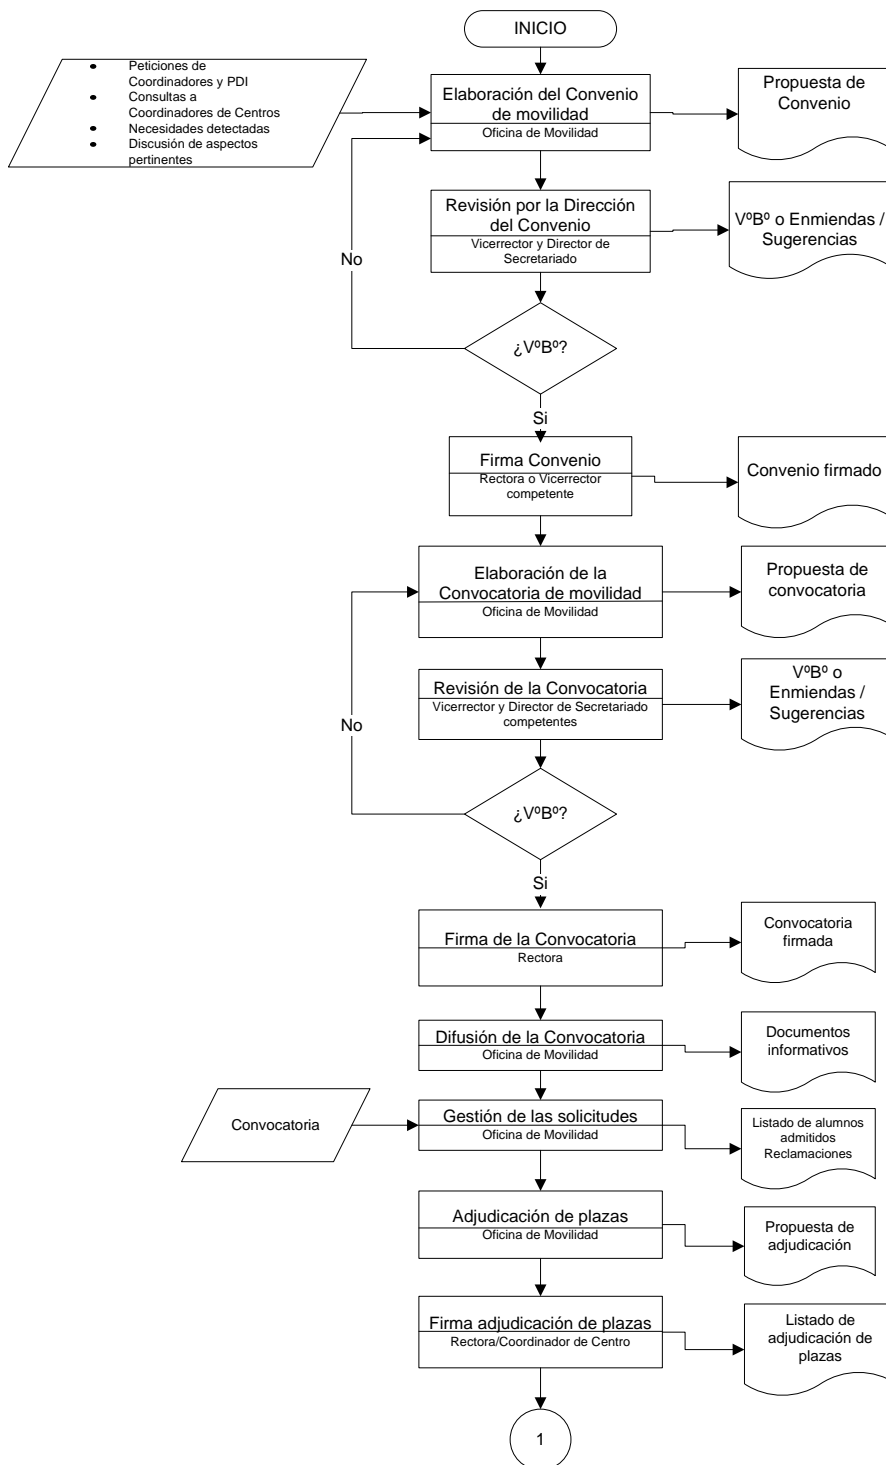 INICIO
• Peticiones de
Coordinadores y PDI
• Consultas a
Coordinadores de Centros
• Necesidades detectadas
• Discusión de aspectos
pertinentes
Elaboración del Convenio
de movilidad
Oficina de Movilidad
Propuesta de
Convenio
Revisión por la Dirección
del Convenio
Vicerrector y Director de
Secretariado
VºBº o Enmiendas /
Sugerencias
No
¿VºBº?
Si
Firma Convenio
Rectora o Vicerrector
competente
Convenio firmado
Elaboración de la
Convocatoria de movilidad
Oficina de Movilidad
Propuesta de
convocatoria
Revisión de la Convocatoria
Vicerrector y Director de Secretariado
competentes
VºBº o
Enmiendas /
Sugerencias
No
¿VºBº?
Si
Firma de la Convocatoria
Rectora
Convocatoria
firmada
Difusión de la Convocatoria
Oficina de Movilidad
Documentos
informativos
Convocatoria
Gestión de las solicitudes
Oficina de Movilidad
Listado de alumnos
admitidos
Reclamaciones
Adjudicación de plazas
Oficina de Movilidad
Propuesta de
adjudicación
Firma adjudicación de plazas
Rectora/Coordinador de Centro
Listado de
adjudicación de
plazas
1